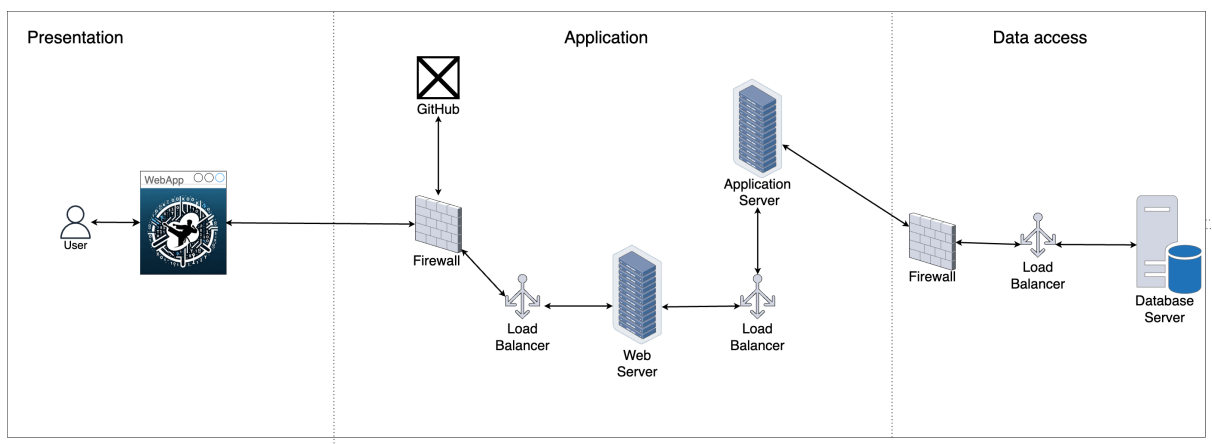 Presentation
Application
Data access
GitHub
WebApp
User
Firewall
Load
Balancer
Web
Server
Load
Balancer
Application
Server
Firewall
Load
Balancer
Database
Server